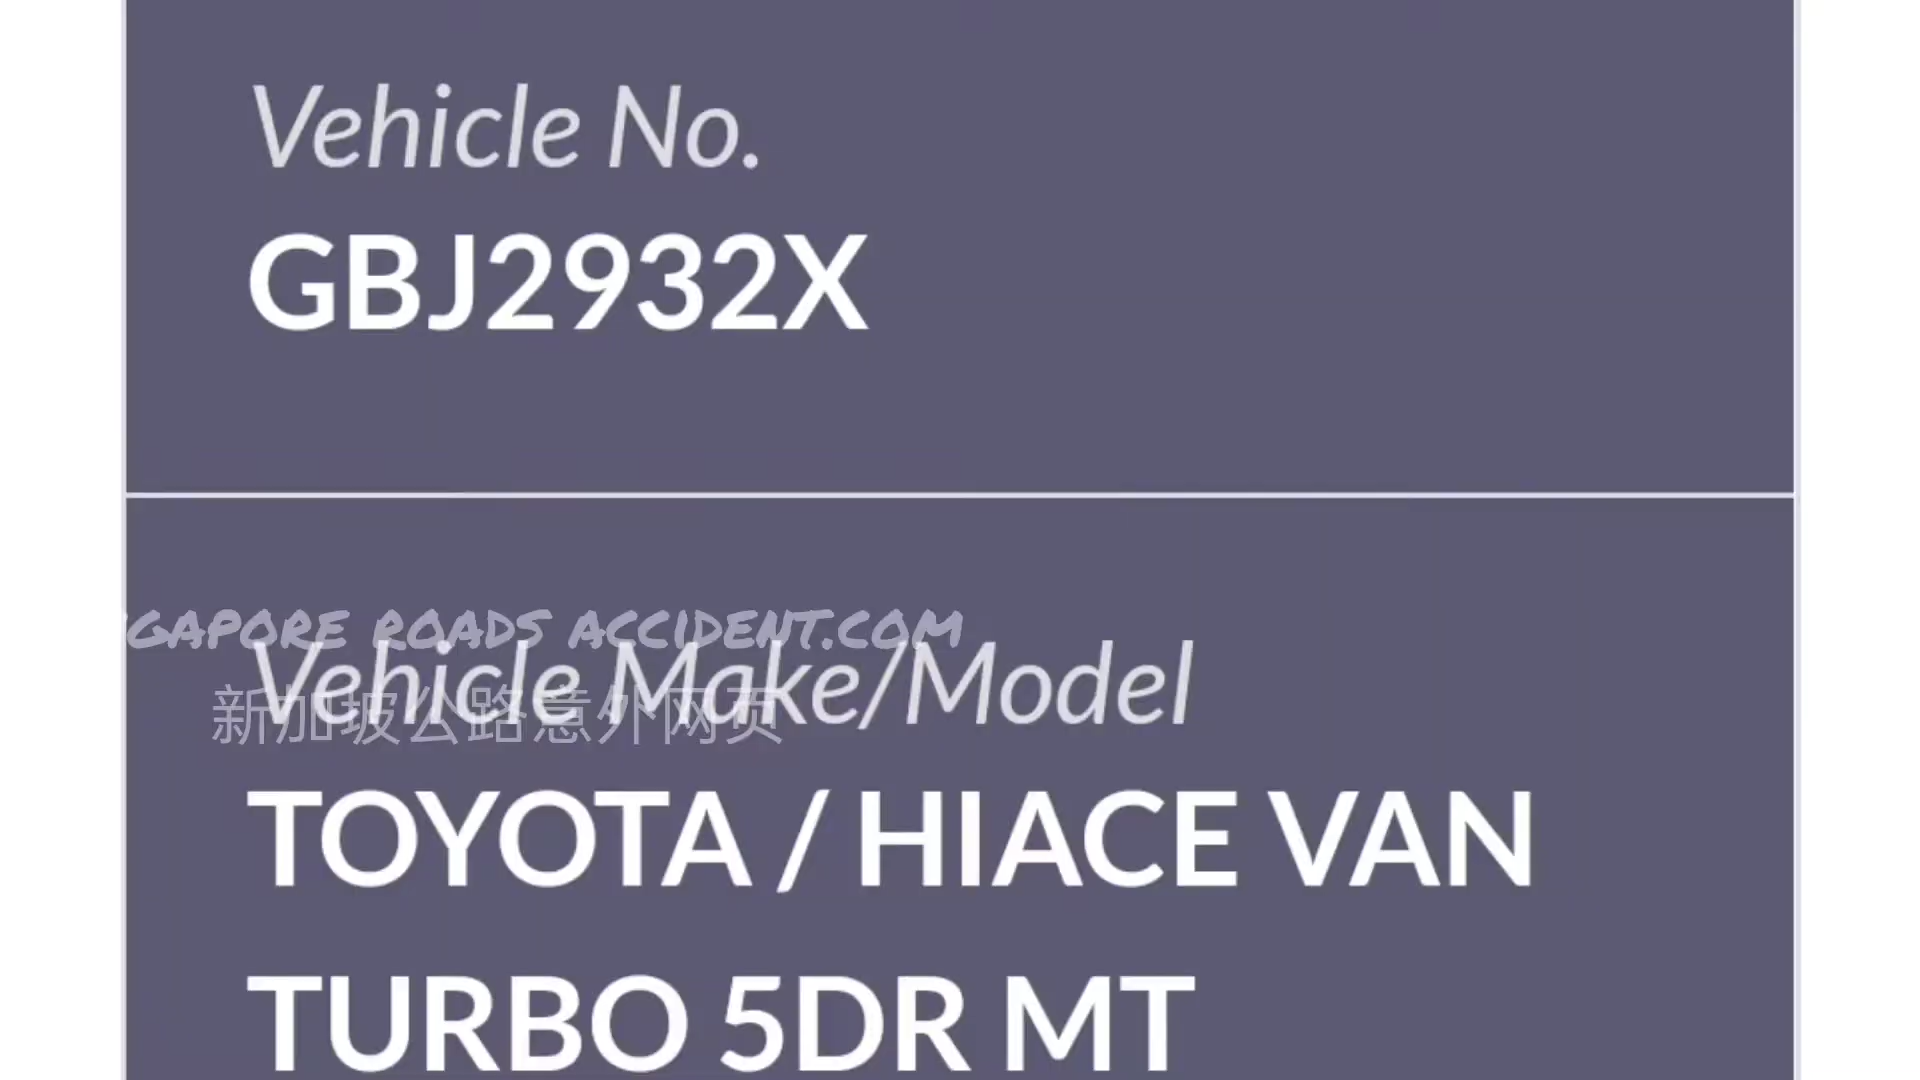 Vehicle No.
GBJ2932X
GAPORE ROADS ACCIDENT.COM
Vehicle Make/Model
新加坡公路意外网页
TOYOTA / HIACE VAN
TURBO 5DR MT